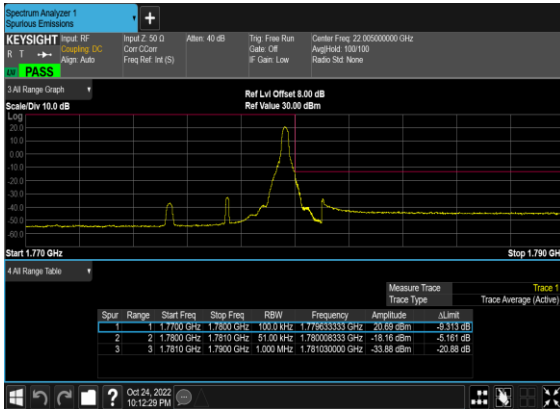 Spectrum Analyzer 1
Spurious Emissions
+
KEYSIGHT
R T
LW PASS
Input: RF
Coupling: DC
Align: Auto
Input Z: 50 Ω
Corr CCorr
Freq Ref: Int (S)
Atten: 40 dB
Trig: Free Run
Gate: Off
IF Gain: Low
Center Freq: 22.005000000 GHz
Avg|Hold: 100/100
Radio Std: None
3 All Range Graph
Scale/Div 10.0 dB
Ref Lvl Offset 8.00 dB
Ref Value 30.00 dBm
Log
20.0
10.0
0.00
-10.0
-20.0
-30.0
-40.0
-50.0
-60.0
Start 1.770 GHz
Stop 1.790 GH
4 All Range Table
Measure Trace Trace 1
Trace Type Trace Average (Active)
Spur Range Start Freq Stop Freq RBW Frequency Amplitude ΔLimit
1 1 1.7700 GHz 1.7800 GHz 100.0 kHz 1.779633333 GHz 20.69 dBm -9.313 dB
2 2 1.7800 GHz 1.7810 GHz 51.00 kHz 1.780008333 GHz -18.16 dBm -5.161 dB
3 3 1.7810 GHz 1.7900 GHz 1.000 MHz 1.781030000 GHz -33.88 dBm -20.88 dB
?
Oct 24, 2022
10:12:29 PM